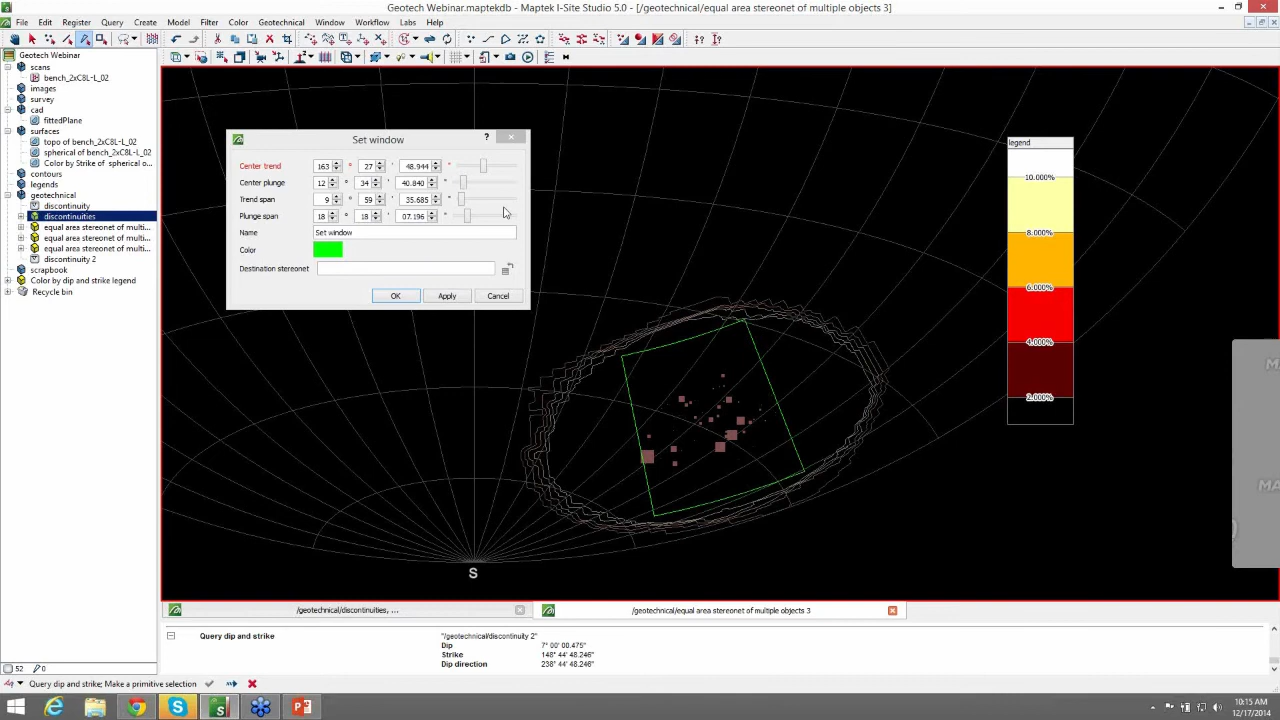 Geotech Webinar.maptekdb - Maptek I-Site Studio 5.0 - [/geotechnical/equal area stereonet of multiple objects 3]
File Edit Register Query Create Model Filter Color Geotechnical Window Workflow Labs Help
Geotech Webinar
scans
bench_2xC8L-L_02
images
survey
cad
fittedPlane
surfaces
topo of bench_2xC8L-L_02
spherical of bench_2xC8L-L_02
Color by Strike of spherical o...
contours
legends
geotechnical
discontinuity
discontinuities
equal area stereonet of multi...
equal area stereonet of multi...
equal area stereonet of multi...
discontinuity 2
scrapbook
Color by dip and strike legend
Recycle bin
Set window
Center trend 163 ° 27 ' 48.944 "
Center plunge 12 ° 34 ' 40.840 "
Trend span 9 ° 59 ' 35.685 "
Plunge span 18 ° 18 ' 07.196 "
Name Set window
Color
Destination stereonet
OK Apply Cancel
legend
10.000%
8.000%
6.000%
4.000%
2.000%
S
/geotechnical/discontinuities, ...
/geotechnical/equal area stereonet of multiple objects 3
Query dip and strike "/geotechnical/discontinuity 2"
Dip 7° 00' 00.475"
Strike 148° 44' 48.246"
Dip direction 238° 44' 48.246"
52 0
Query dip and strike; Make a primitive selection
10:15 AM
12/17/2014